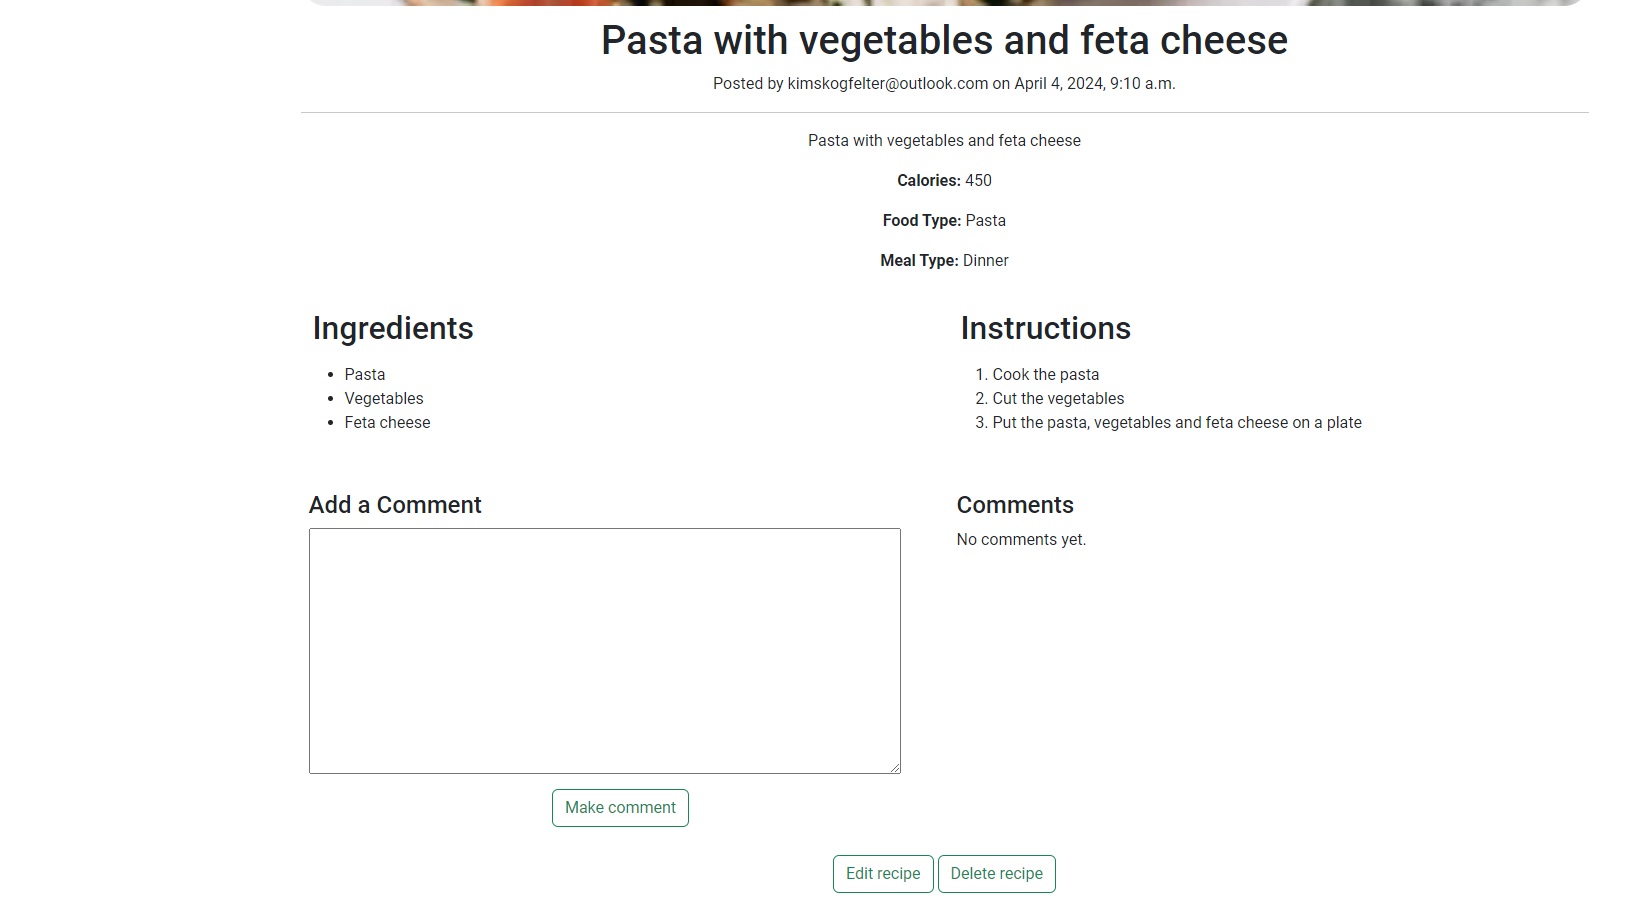 Pasta with vegetables and feta cheese
Posted by kimskogfelter@outlook.com on April 4, 2024, 9:10 a.m.
Pasta with vegetables and feta cheese
Calories: 450
Food Type: Pasta
Meal Type: Dinner
Ingredients
Pasta
Vegetables
Feta cheese
Instructions
1. Cook the pasta
2. Cut the vegetables
3. Put the pasta, vegetables and feta cheese on a plate
Add a Comment
Make comment
Comments
No comments yet.
Edit recipe
Delete recipe